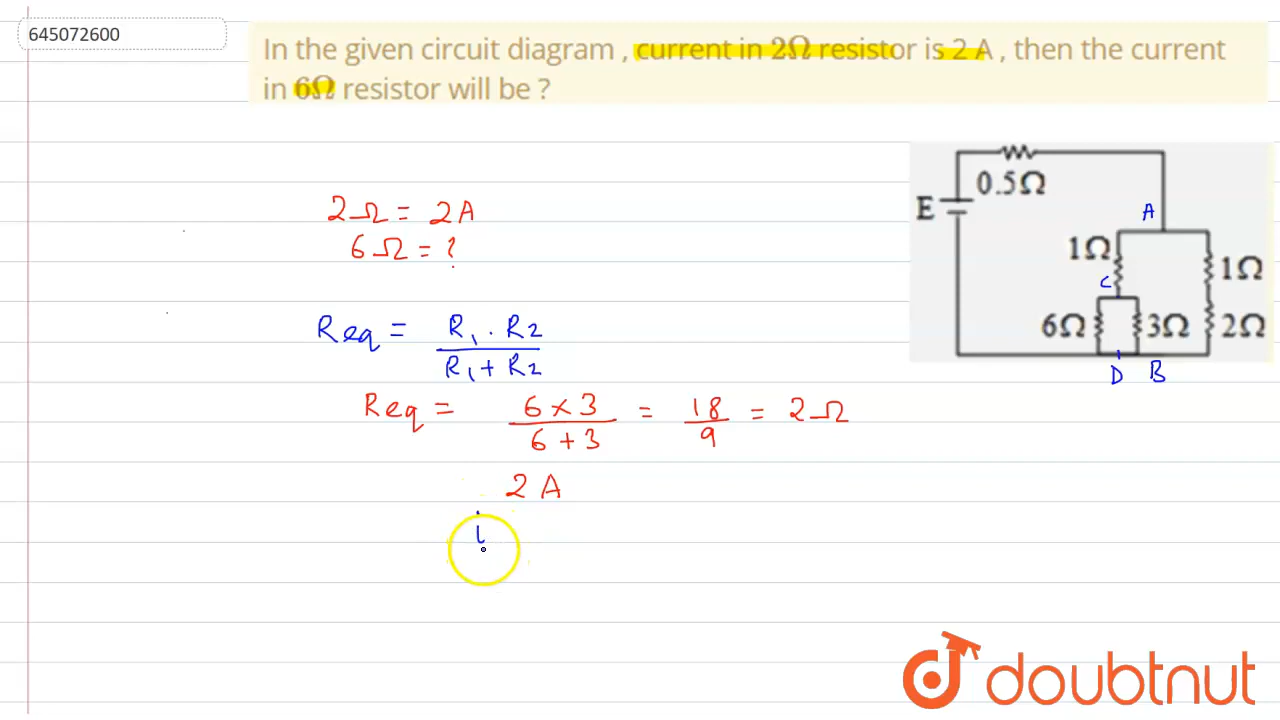 645072600
In the given circuit diagram , current in 2Ω resistor is 2 A , then the current
in 6Ω resistor will be ?
2Ω = 2A
6Ω = ?
Req = R₁ . R2 / R₁ + R2
Req = 6 × 3 / 6 + 3 = 18 / 9 = 2Ω
2 A
i
0.5Ω
E
A
1Ω
C
1Ω
6Ω
3Ω
2Ω
D
B
doubtnut